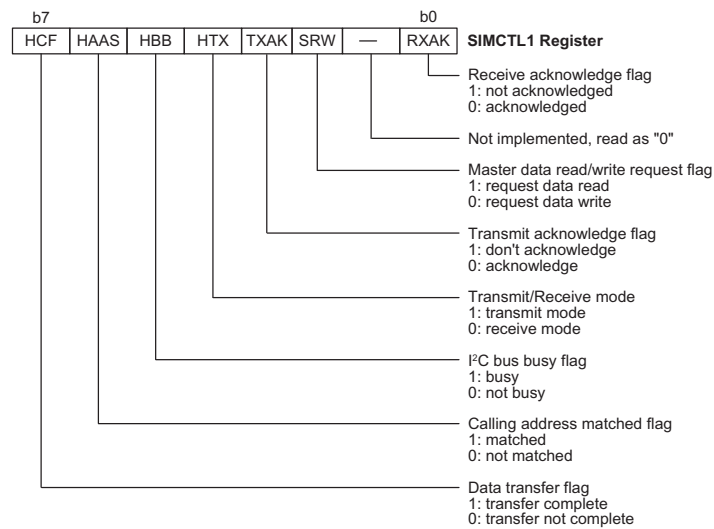 b7 b0
HCF HAAS HBB HTX TXAK SRW — RXAK SIMCTL1 Register
Receive acknowledge flag
1: not acknowledged
0: acknowledged
Not implemented, read as "0"
Master data read/write request flag
1: request data read
0: request data write
Transmit acknowledge flag
1: don't acknowledge
0: acknowledge
Transmit/Receive mode
1: transmit mode
0: receive mode
I²C bus busy flag
1: busy
0: not busy
Calling address matched flag
1: matched
0: not matched
Data transfer flag
1: transfer complete
0: transfer not complete